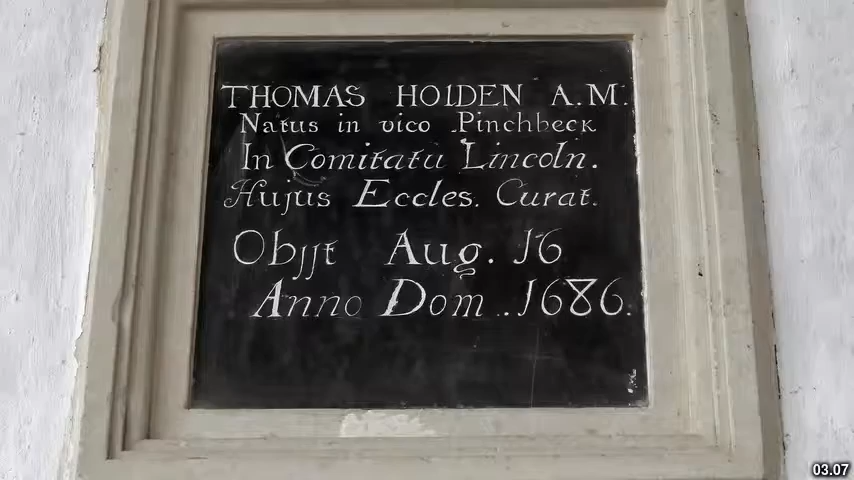 THOMAS HOLDEN A.M.
Natus in vico Pinchbeck
In Comitatu Lincoln.
Hujus Eccles. Curat.
Objjt Aug. 16
Anno Dom. 1686.
03.07